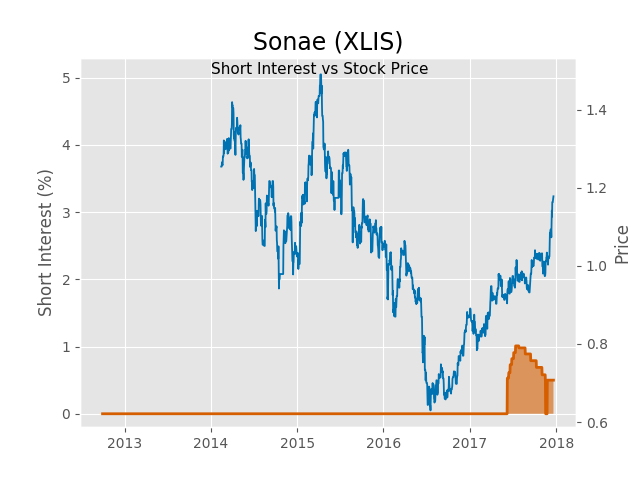 Sonae (XLIS)
Short Interest vs Stock Price
Short Interest (%)
5
4
3
2
1
0
1.4
1.2
1.0
0.8
0.6
Price
2013 2014 2015 2016 2017 2018